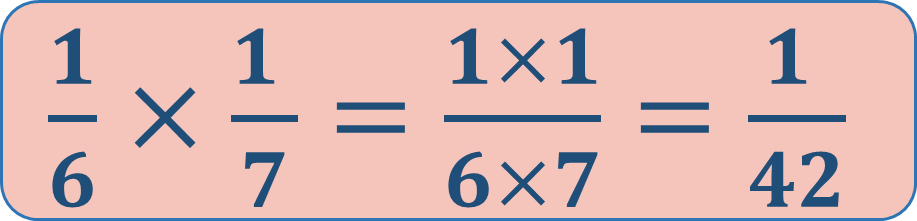 1/6 × 1/7 = 1×1/6×7 = 1/42